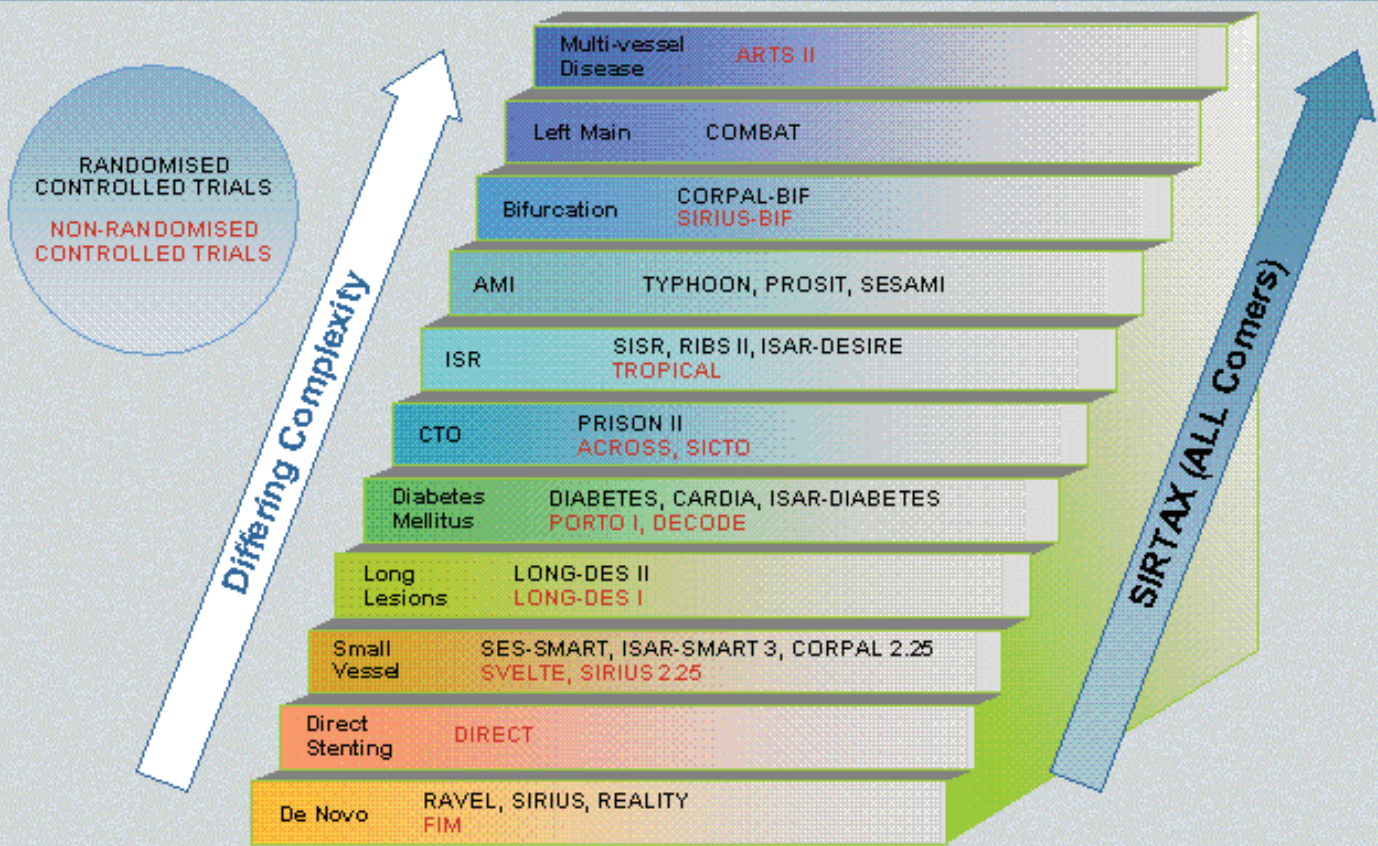 RANDOMISED
CONTROLLED TRIALS
NON-RANDOMISED
CONTROLLED TRIALS
Differing Complexity
Multi-vessel
Disease
ARTS II
Left Main
COMBAT
Bifurcation
CORPAL-BIF
SIRIUS-BIF
AMI
TYPHOON, PROSIT, SESAMI
ISR
SISR, RIBS II, ISAR-DESIRE
TROPICAL
CTO
PRISON II
ACROSS, SICTO
Diabetes
Mellitus
DIABETES, CARDIA, ISAR-DIABETES
PORTO I, DECODE
Long
Lesions
LONG-DES II
LONG-DES I
Small
Vessel
SES-SMART, ISAR-SMART 3, CORPAL 2.25
SVELTE, SIRIUS 2.25
Direct
Stenting
DIRECT
De Novo
RAVEL, SIRIUS, REALITY
FIM
SIRTAX (ALL Comers)